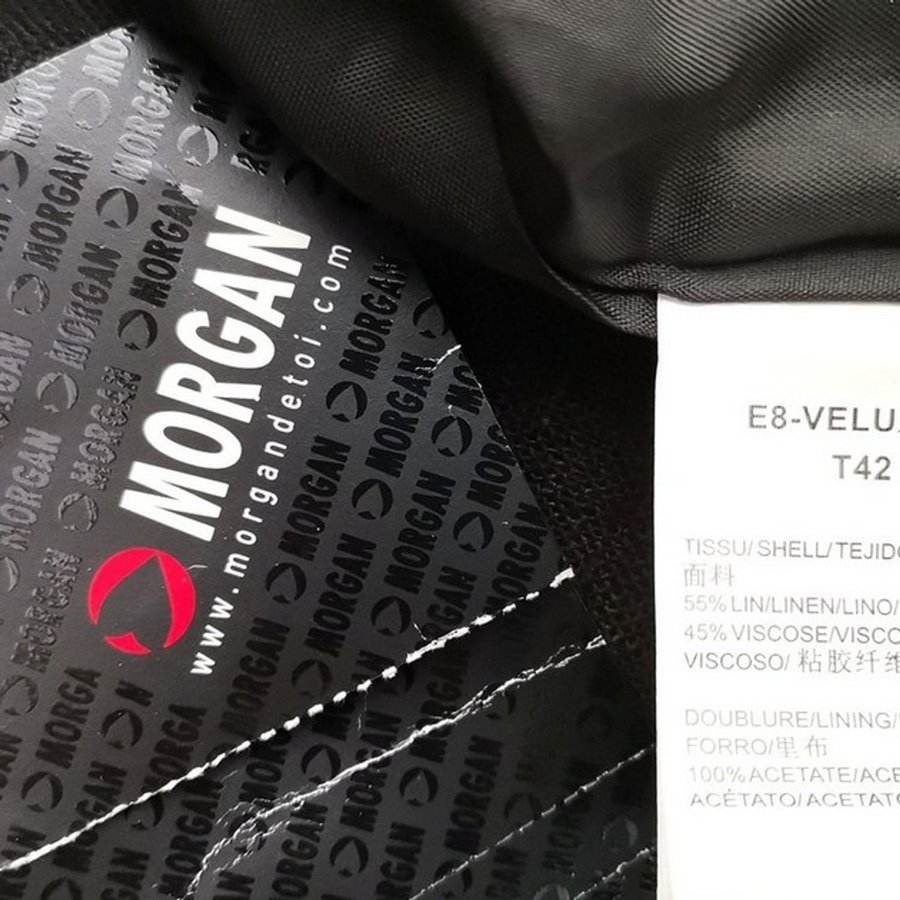 MORGAN
www.morgandetoi.com
E8-VELU
T42
TISSU/SHELL/TEJIDO
面料
55% LIN/LINEN/LINO/
45% VISCOSE/VISCO
VISCOSO/ 粘胶纤维
DOUBLURE/LINING/
FORRO/里布
100% ACETATE/ACE
ACÉTATO/ACETATO